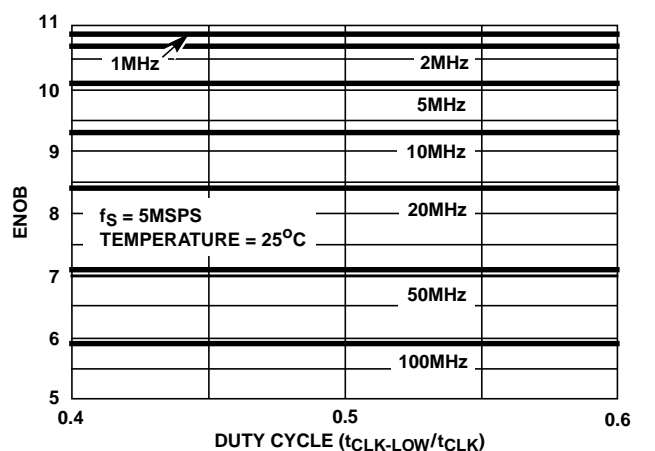 11
1MHz
2MHz
10
5MHz
9
10MHz
ENOB
8
fS = 5MSPS
TEMPERATURE = 25°C
20MHz
7
50MHz
6
100MHz
5
0.4
0.5
0.6
DUTY CYCLE (tCLK-LOW/tCLK)